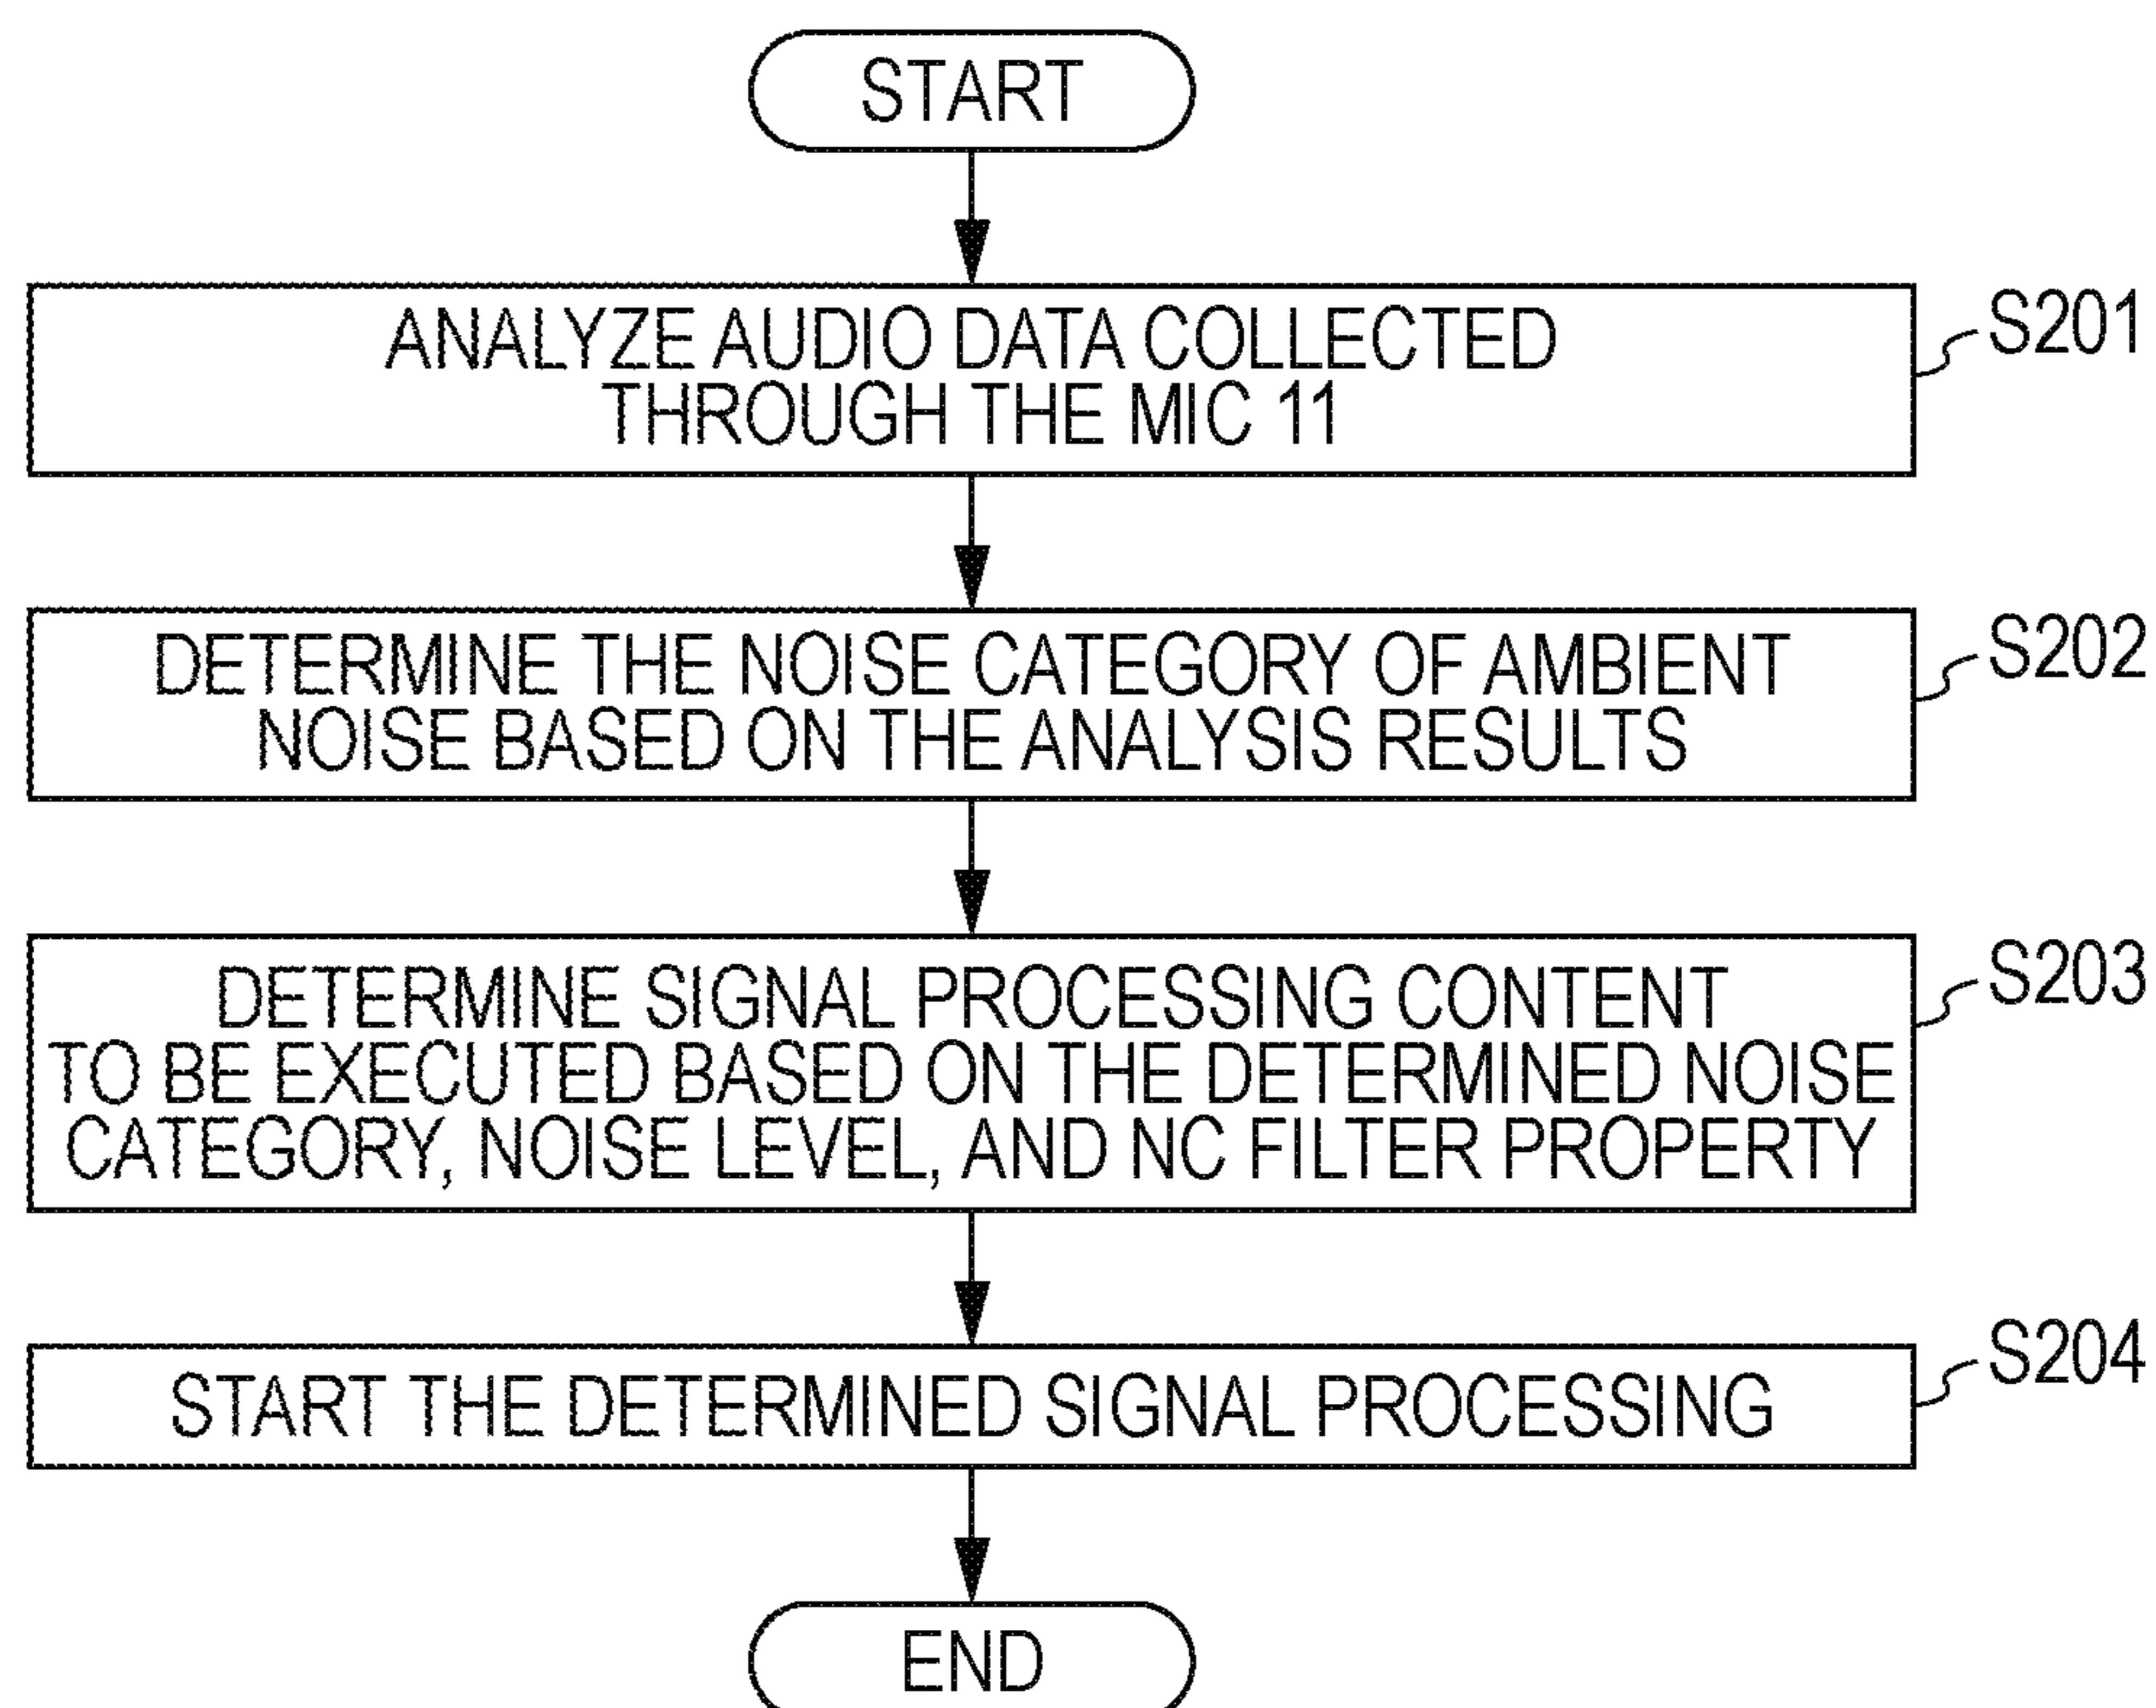 START
ANALYZE AUDIO DATA COLLECTED
THROUGH THE MIC 11
S201
DETERMINE THE NOISE CATEGORY OF AMBIENT
NOISE BASED ON THE ANALYSIS RESULTS
S202
DETERMINE SIGNAL PROCESSING CONTENT
TO BE EXECUTED BASED ON THE DETERMINED NOISE
CATEGORY, NOISE LEVEL, AND NC FILTER PROPERTY
S203
START THE DETERMINED SIGNAL PROCESSING
S204
END